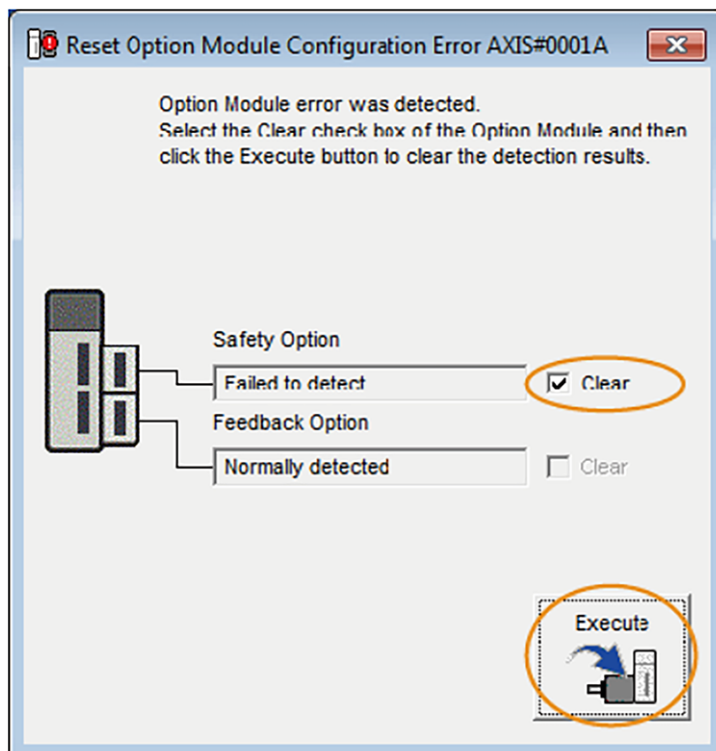 Reset Option Module Configuration Error AXIS#0001A
Option Module error was detected.
Select the Clear check box of the Option Module and then
click the Execute button to clear the detection results.
Safety Option
Failed to detect
Clear
Feedback Option
Normally detected
Clear
Execute